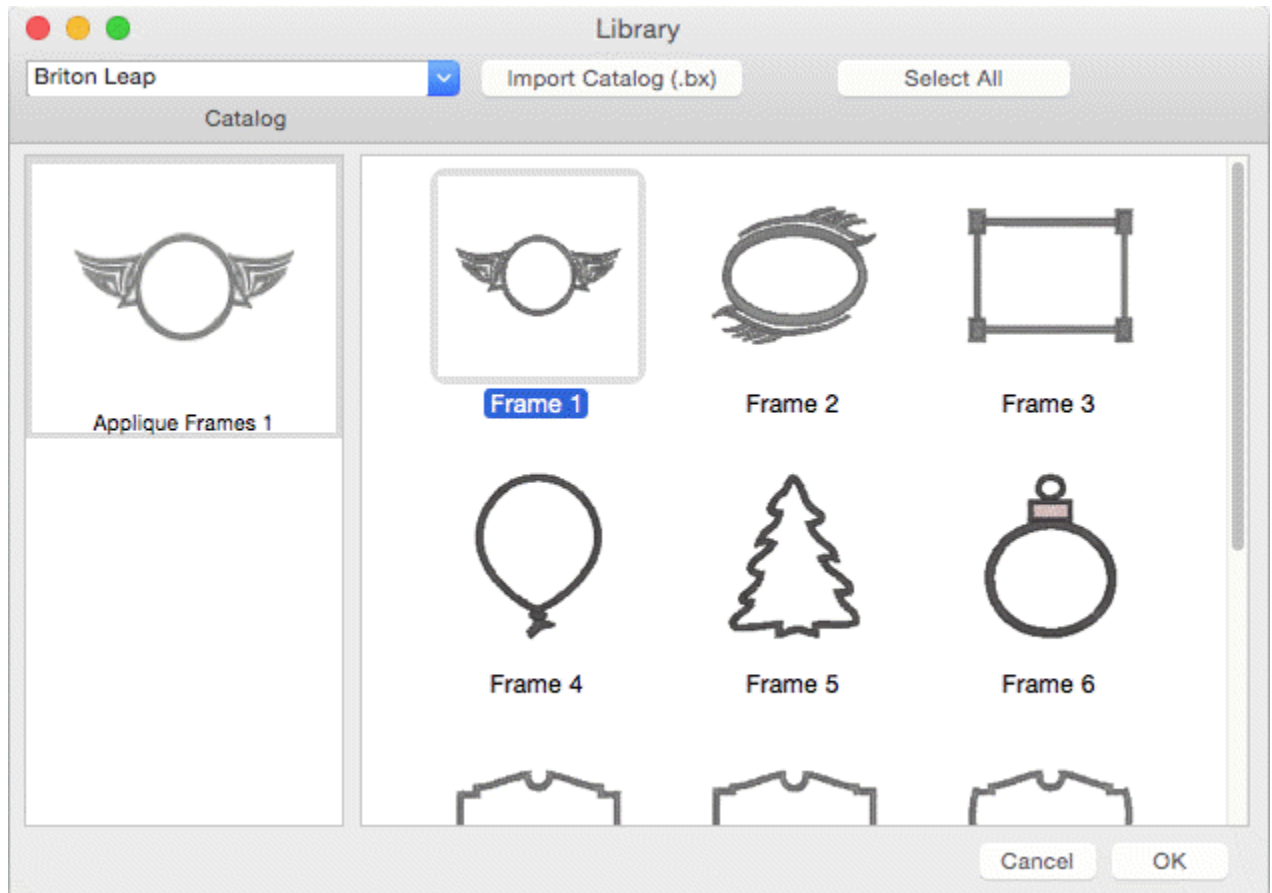 Library
Briton Leap
Import Catalog (.bx)
Select All
Catalog
Applique Frames 1
Frame 1
Frame 2
Frame 3
Frame 4
Frame 5
Frame 6
Cancel
OK